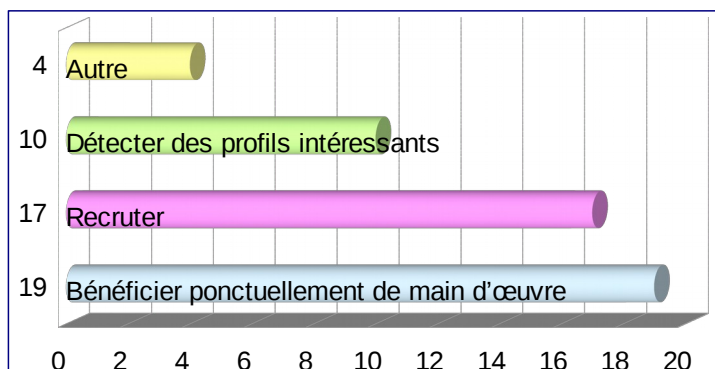 4 Autre
10 Détecter des profils intéressants
17 Recruter
19 Bénéficier ponctuellement de main d’œuvre
0 2 4 6 8 10 12 14 16 18 20